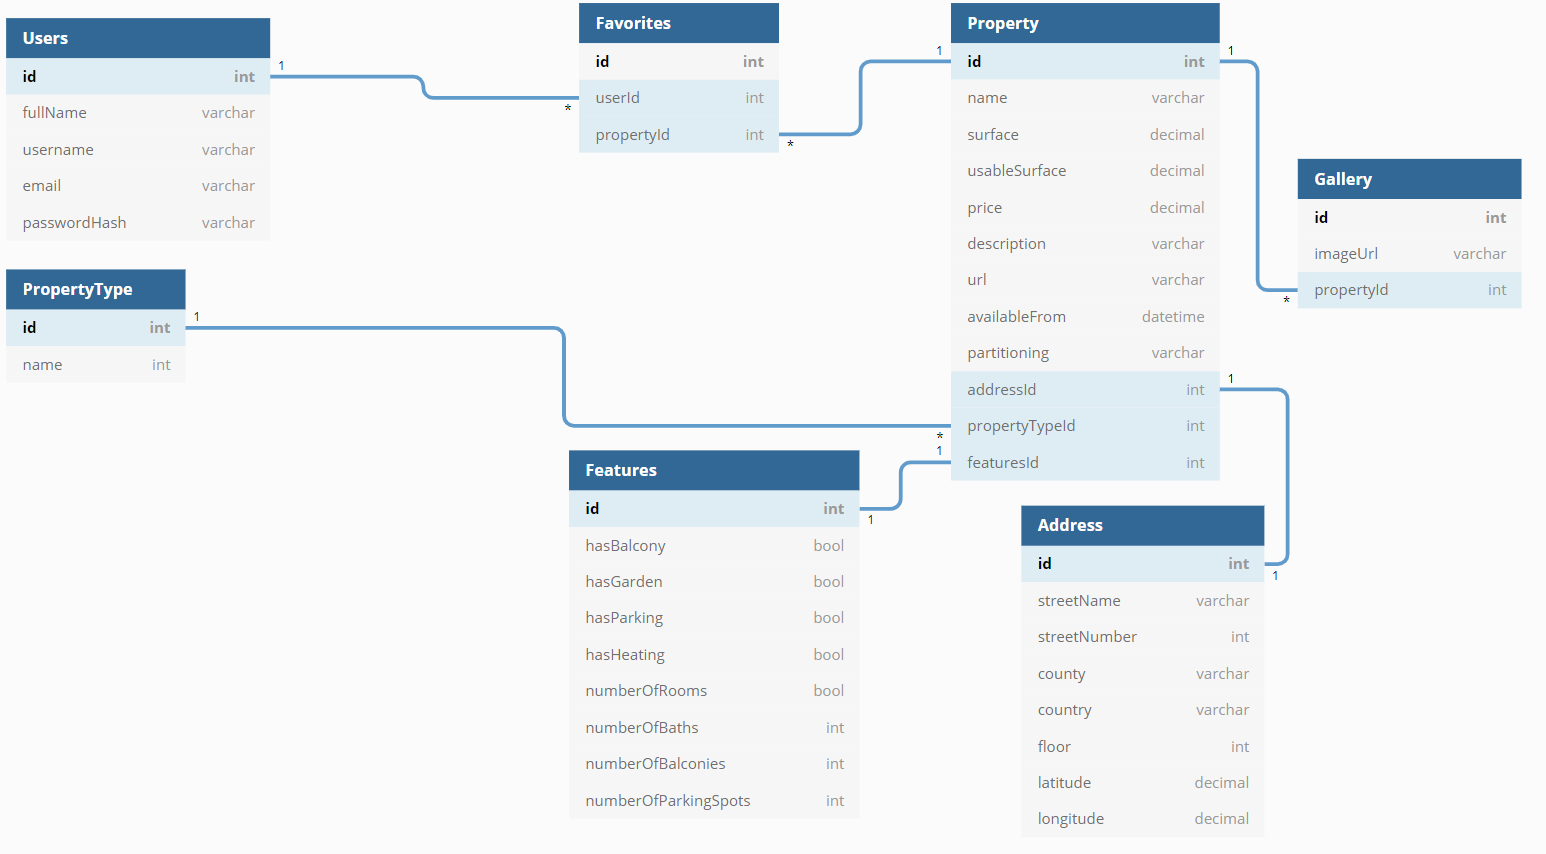 Users
id int
fullName varchar
username varchar
email varchar
passwordHash varchar
1
*
Favorites
id int
userId int
propertyId int
*
1
Property
id int
name varchar
surface decimal
usableSurface decimal
price decimal
description varchar
url varchar
availableFrom datetime
partitioning varchar
addressId int
propertyTypeId int
featuresId int
1
*
Gallery
id int
imageUrl varchar
propertyId int
PropertyType
id int
name int
1
*
1
1
Features
id int
hasBalcony bool
hasGarden bool
hasParking bool
hasHeating bool
numberOfRooms bool
numberOfBaths int
numberOfBalconies int
numberOfParkingSpots int
1
1
Address
id int
streetName varchar
streetNumber int
county varchar
country varchar
floor int
latitude decimal
longitude decimal